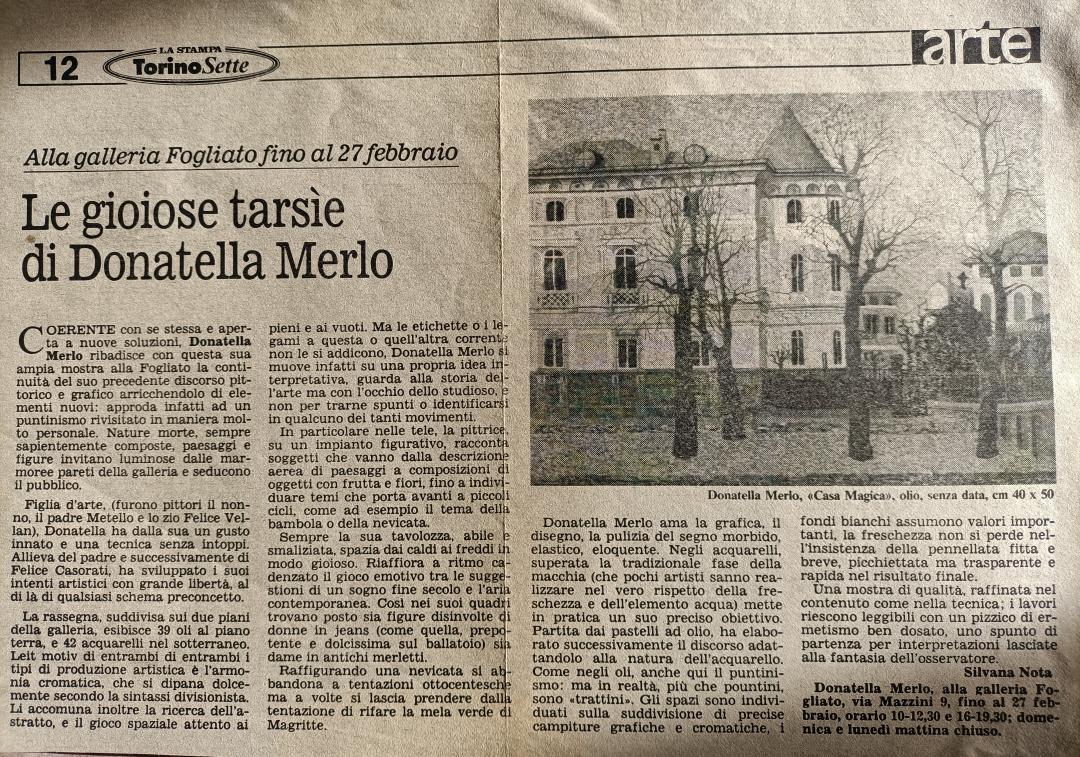 12
LA STAMPA
TorinoSette
arte
Alla galleria Fogliato fino al 27 febbraio
Le gioiose tarsìe
di Donatella Merlo
COERENTE con se stessa e aper-
ta a nuove soluzioni, Donatella
Merlo ribadisce con questa sua
ampia mostra alla Fogliato la conti-
nuità del suo precedente discorso pit-
torico e grafico arricchendolo di ele-
menti nuovi: approda infatti ad un
puntinismo rivisitato in maniera mol-
to personale. Nature morte, sempre
sapientemente composte, paesaggi e
figure invitano luminose dalle mar-
moree pareti della galleria e seducono
il pubblico.
Figlia d'arte, (furono pittori il non-
no, il padre Metello e lo zio Felice Vel-
lan), Donatella ha dalla sua un gusto
innato e una tecnica senza intoppi.
Allieva del padre e successivamente di
Felice Casorati, ha sviluppato i suoi
intenti artistici con grande libertà, al
di là di qualsiasi schema preconcetto.
La rassegna, suddivisa sui due piani
della galleria, esibisce 39 oli al piano
terra, e 42 acquarelli nel sotterraneo.
Leit motiv di entrambi di entrambi i
tipi di produzione artistica è l'armo-
nia cromatica, che si dipana dolce-
mente secondo la sintassi divisionista.
Li accomuna inoltre la ricerca dell'a-
stratto, e il gioco spaziale attento ai
pieni e ai vuoti. Ma le etichette o i le-
gami a questa o quell'altra corrente
non le si addicono, Donatella Merlo si
muove infatti su una propria idea in-
terpretativa, guarda alla storia del-
l'arte ma con l'occhio dello studioso, e
non per trarne spunti o identificarsi
in qualcuno dei tanti movimenti.
In particolare nelle tele, la pittrice,
su un impianto figurativo, racconta
soggetti che vanno dalla descrizione
aerea di paesaggi a composizioni di
oggetti con frutta e fiori, fino a indivi-
duare temi che porta avanti a piccoli
cicli, come ad esempio il tema della
bambola o della nevicata.
Sempre la sua tavolozza, abile e
smaliziata, spazia dai caldi ai freddi in
modo gioioso. Riaffiora a ritmo ca-
denzato il gioco emotivo tra le sugge-
stioni di un sogno fine secolo e l'aria
contemporanea. Così nei suoi quadri
trovano posto sia figure disinvolte di
donne in jeans (come quella, prepo-
tente e dolcissima sul ballatoio) sia
dame in antichi merletti.
Raffigurando una nevicata si ab-
bandona a tentazioni ottocentesche
ma a volte si lascia prendere dalla
tentazione di rifare la mela verde di
Magritte.
Donatella Merlo, «Casa Magica», olio, senza data, cm 40 x 50
Donatella Merlo ama la grafica, il
disegno, la pulizia del segno morbido,
elastico, eloquente. Negli acquarelli,
superata la tradizionale fase della
macchia (che pochi artisti sanno rea-
lizzare nel vero rispetto della fre-
schezza e dell'elemento acqua) mette
in pratica un suo preciso obiettivo.
Partita dai pastelli ad olio, ha elabo-
rato successivamente il discorso adat-
tandolo alla natura dell'acquarello.
Come negli oli, anche qui il puntini-
smo: ma in realtà, più che pountini,
sono «trattini». Gli spazi sono indivi-
duati sulla suddivisione di precise
campiture grafiche e cromatiche, i
fondi bianchi assumono valori impor-
tanti, la freschezza non si perde nel-
l'insistenza della pennellata fitta e
breve, picchiettata ma trasparente e
rapida nel risultato finale.
Una mostra di qualità, raffinata nel
contenuto come nella tecnica; i lavori
riescono leggibili con un pizzico di er-
metismo ben dosato, uno spunto di
partenza per interpretazioni lasciate
alla fantasia dell'osservatore.
Silvana Nota
Donatella Merlo, alla galleria Fo-
gliato, via Mazzini 9, fino al 27 feb-
braio, orario 10-12,30 e 16-19,30; dome-
nica e lunedì mattina chiuso.